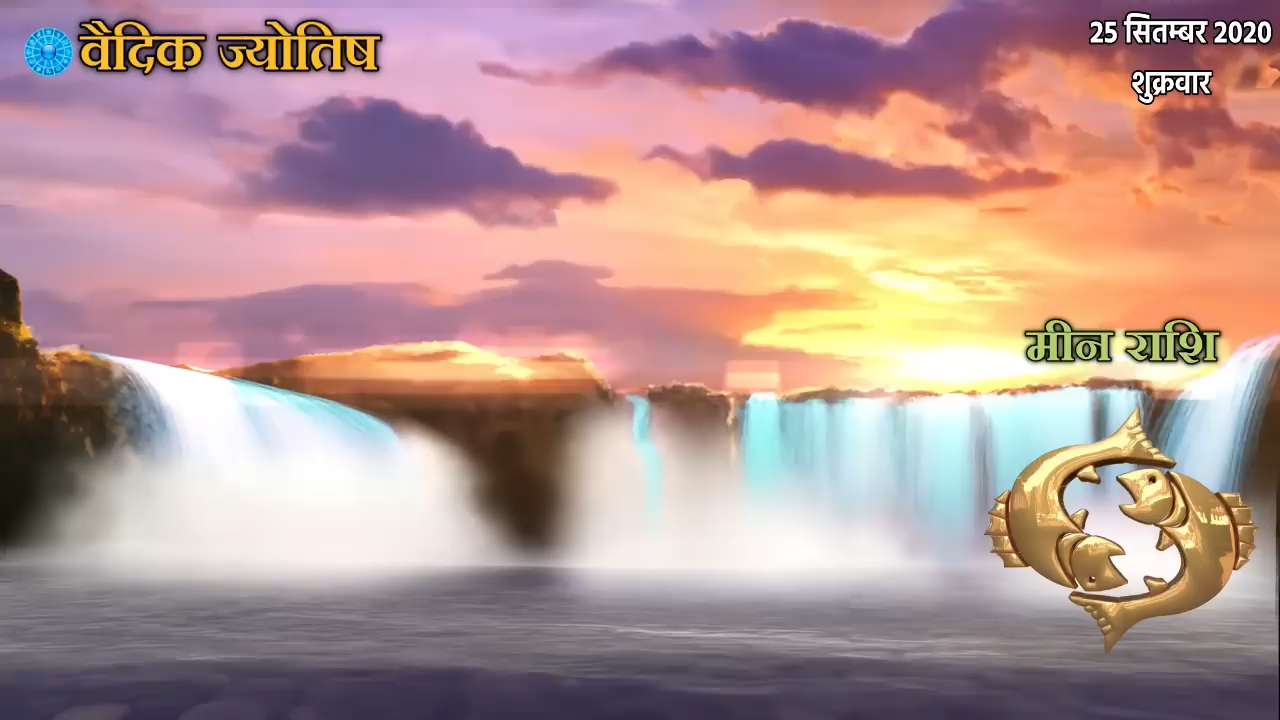 वैदिक ज्योतिष
25 सितम्बर 2020
शुक्रवार
मीन राशि